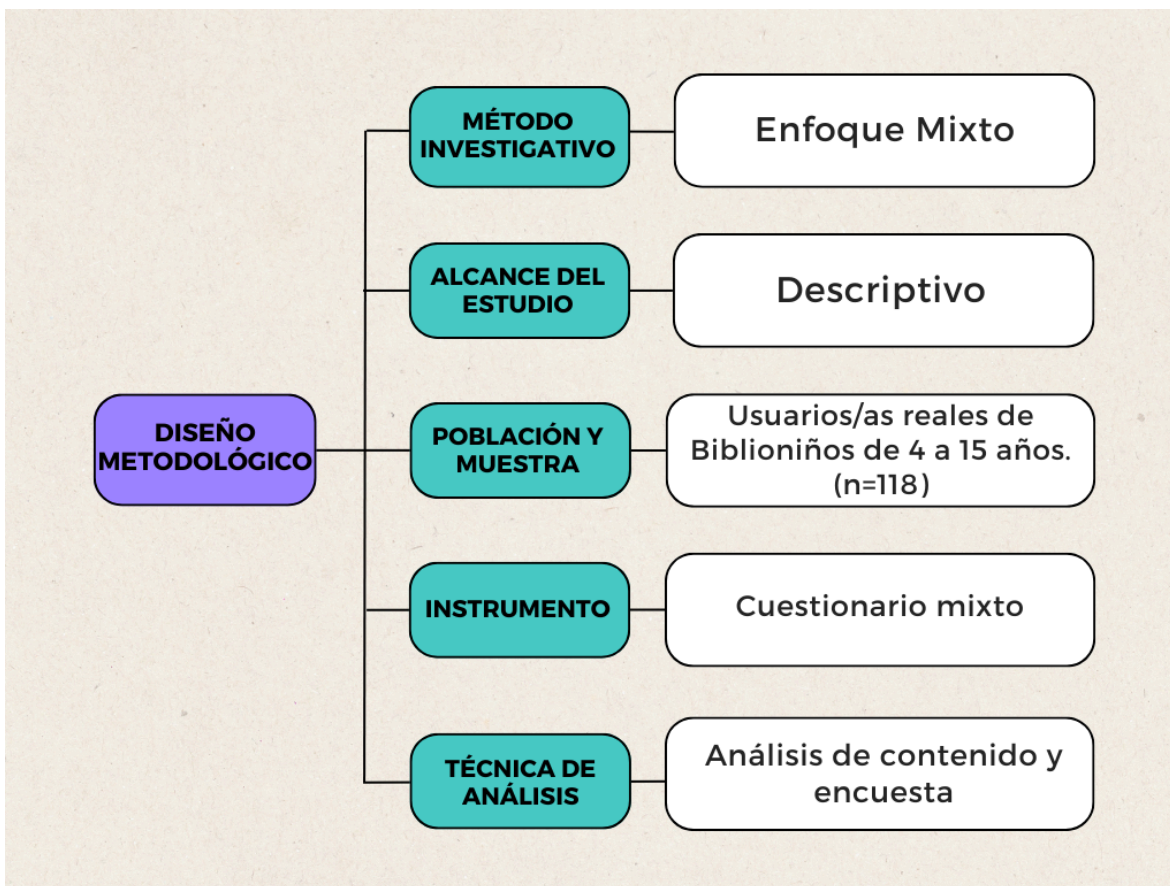 DISEÑO
METODOLÓGICO
MÉTODO
INVESTIGATIVO
Enfoque Mixto
ALCANCE DEL
ESTUDIO
Descriptivo
POBLACIÓN Y
MUESTRA
Usuarios/as reales de
Biblioniños de 4 a 15 años.
(n=118)
INSTRUMENTO
Cuestionario mixto
TÉCNICA DE
ANÁLISIS
Análisis de contenido y
encuesta